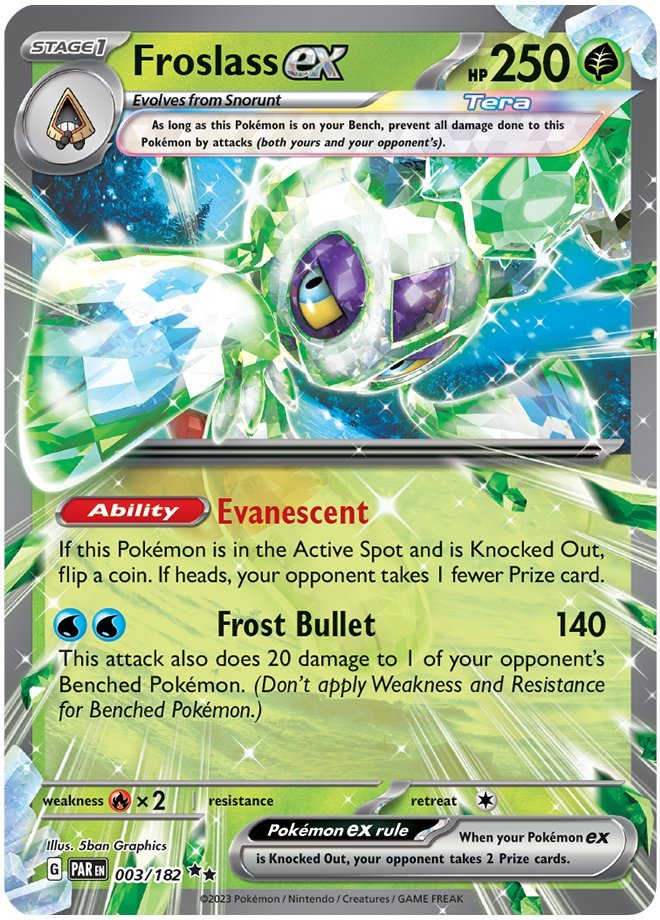 STAGE1
Froslass ex
HP 250
Evolves from Snorunt
Tera
As long as this Pokémon is on your Bench, prevent all damage done to this
Pokémon by attacks (both yours and your opponent's).
Ability Evanescent
If this Pokémon is in the Active Spot and is Knocked Out,
flip a coin. If heads, your opponent takes 1 fewer Prize card.
Frost Bullet 140
This attack also does 20 damage to 1 of your opponent's
Benched Pokémon. (Don't apply Weakness and Resistance
for Benched Pokémon.)
weakness ×2 resistance retreat
Illus. 5ban Graphics
Pokémon ex rule
When your Pokémon ex
is Knocked Out, your opponent takes 2 Prize cards.
G PAR EN 003/182
©2023 Pokémon / Nintendo / Creatures / GAME FREAK